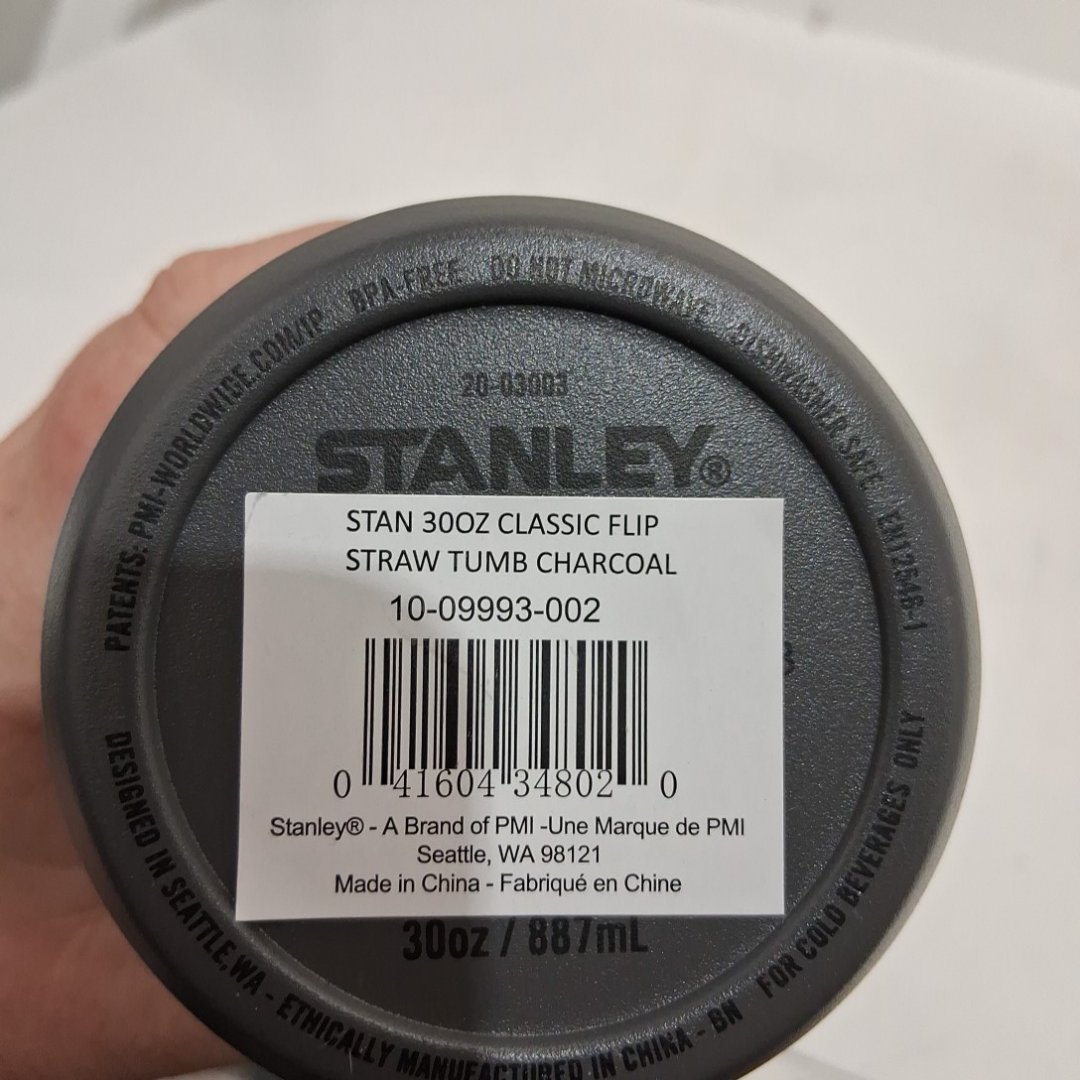 PATENTS: PMI-WORLDWIDE.COM/IP BPA-FREE DO NOT MICROWAVE DISHWASHER SAFE EN12546-1
20-03003
STANLEY®
STAN 30OZ CLASSIC FLIP
STRAW TUMB CHARCOAL
10-09993-002
0 41604 34802 0
Stanley® - A Brand of PMI -Une Marque de PMI
Seattle, WA 98121
Made in China - Fabriqué en Chine
30oz / 887mL
DESIGNED IN SEATTLE, WA - ETHICALLY MANUFACTURED IN CHINA - BN FOR COLD BEVERAGES ONLY